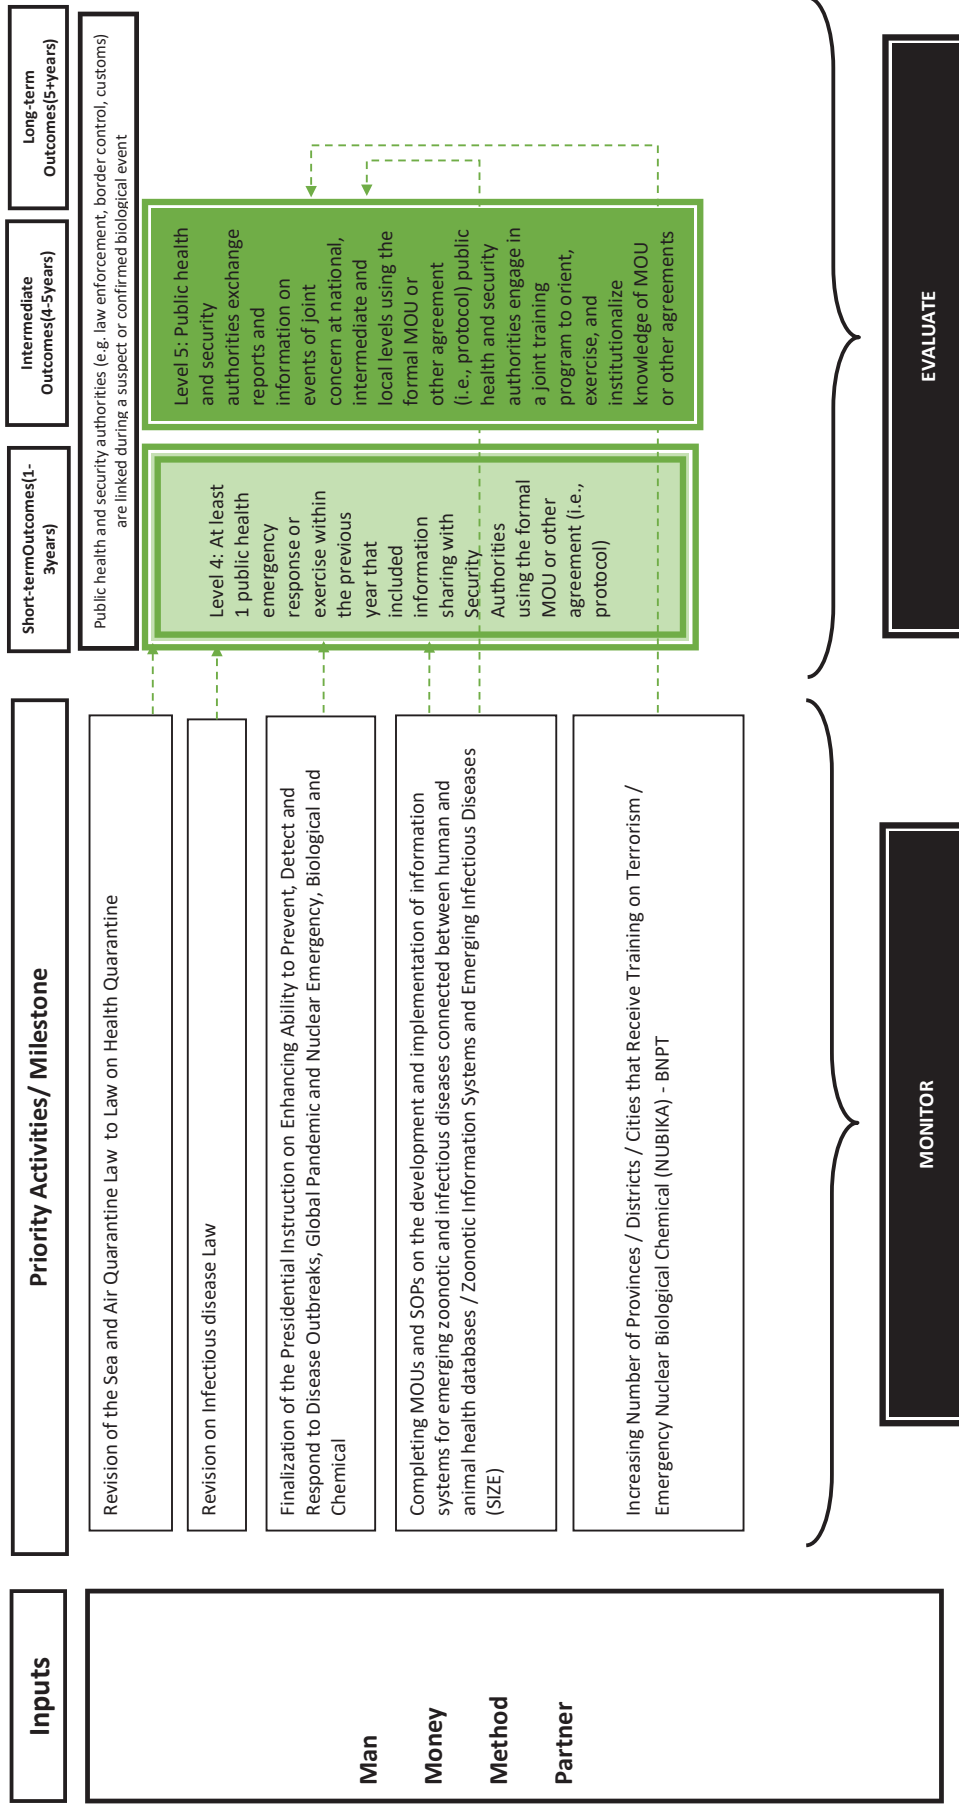 Inputs
Priority Activities/ Milestone
Short-termOutcomes(1-
3years)
Intermediate
Outcomes(4-5years)
Long-term
Outcomes(5+years)
Man
Money
Method
Partner
Revision of the Sea and Air Quarantine Law to Law on Health Quarantine
Revision on Infectious disease Law
Finalization of the Presidential Instruction on Enhancing Ability to Prevent, Detect and
Respond to Disease Outbreaks, Global Pandemic and Nuclear Emergency, Biological and
Chemical
Completing MOUs and SOPs on the development and implementation of information
systems for emerging zoonotic and infectious diseases connected between human and
animal health databases / Zoonotic Information Systems and Emerging Infectious Diseases
(SIZE)
Increasing Number of Provinces / Districts / Cities that Receive Training on Terrorism /
Emergency Nuclear Biological Chemical (NUBIKA) - BNPT
Public health and security authorities (e.g. law enforcement, border control, customs)
are linked during a suspect or confirmed biological event
Level 4: At least
1 public health
emergency
response or
exercise within
the previous
year that
included
information
sharing with
Security
Authorities
using the formal
MOU or other
agreement (i.e.,
protocol)
Level 5: Public health
and security
authorities exchange
reports and
information on
events of joint
concern at national,
intermediate and
local levels using the
formal MOU or
other agreement
(i.e., protocol) public
health and security
authorities engage in
a joint training
program to orient,
exercise, and
institutionalize
knowledge of MOU
or other agreements
MONITOR
EVALUATE